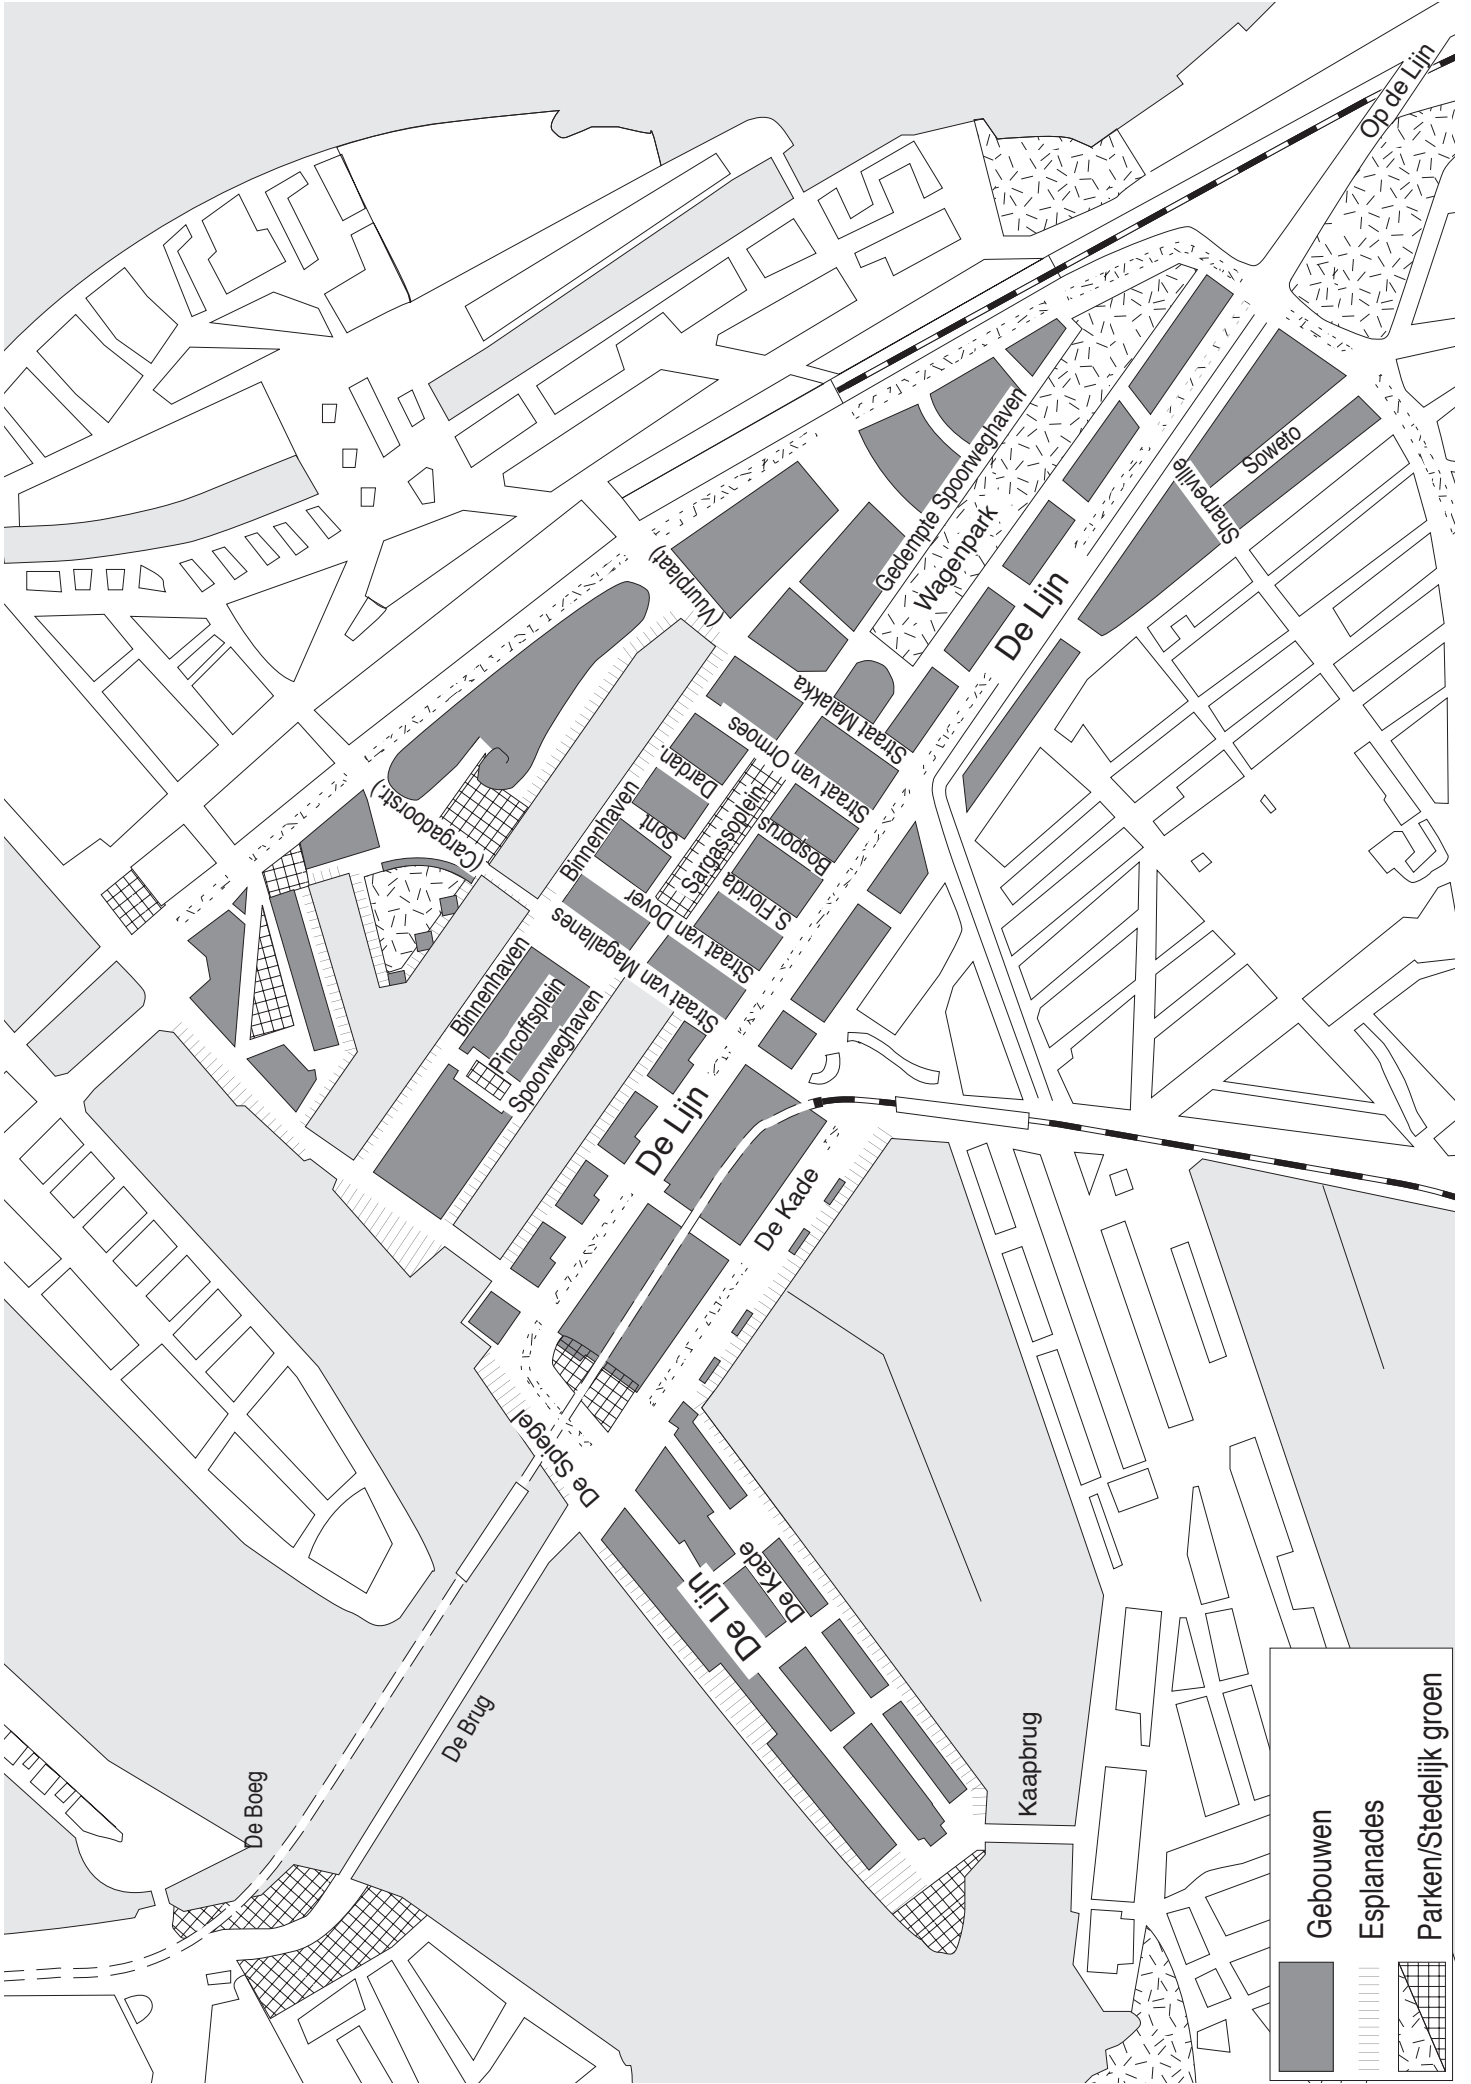 Op de Lijn
Gedempte Spoorweghaven
Wagenpark
Soweto
Sharpeville
(Vuurplaat)
De Lijn
Straat Malakka
Straat van Ormoes
Dardan.
(Cargadoorstr.)
Binnenhaven
Sont
Sargassoplein
Bosporus
S.Florida
Straat van Dover
Straat van Magallanes
Binnenhaven
Pincoffsplein
Spoorweghaven
De Lijn
De Kade
De Spiegel
De Lijn
De Kade
De Brug
De Boeg
Kaapbrug
Gebouwen
Esplanades
Parken/Stedelijk groen